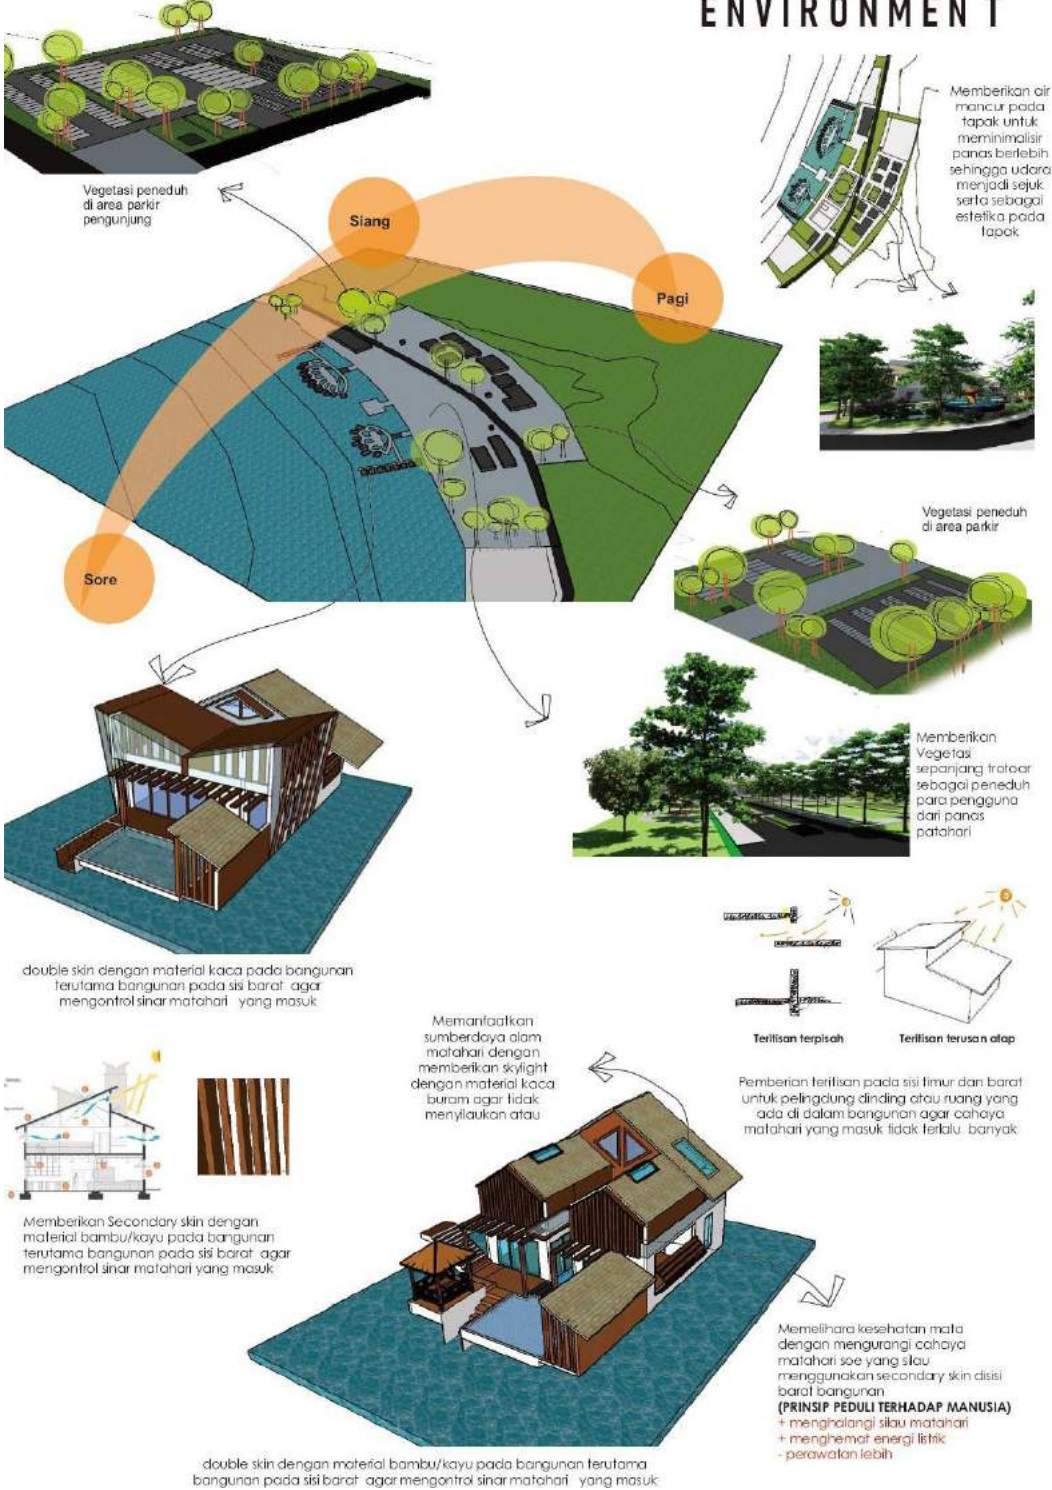 ENVIRONMENT
Memberikan air
mancur pada
tapak untuk
meminimalisir
panas berlebih
sehingga udara
menjadi sejuk
serta sebagai
estetika pada
tapak
Vegetasi peneduh
di area parkir
pengunjung
Siang
Pagi
Sore
Vegetasi peneduh
di area parkir
Memberikan
Vegetasi
sepanjang trotoar
sebagai peneduh
para pengguna
dari panas
patahari
double skin dengan material kaca pada bangunan
terutama bangunan pada sisi barat agar
mengontrol sinar matahari yang masuk
Teritisan terpisah
Teritisan terusan atap
Pemberian teritisan pada sisi timur dan barat
untuk pelingdung dinding atau ruang yang
ada di dalam bangunan agar cahaya
matahari yang masuk tidak terlalu banyak
Memanfaatkan
sumberdaya alam
matahari dengan
memberikan skylight
dengan material kaca
buram agar tidak
menyilaukan atau
Memberikan Secondary skin dengan
material bambu/kayu pada bangunan
terutama bangunan pada sisi barat agar
mengontrol sinar matahari yang masuk
Memelihara kesehatan mata
dengan mengurangi cahaya
matahari soe yang silau
menggunakan secondary skin disisi
barat bangunan
(PRINSIP PEDULI TERHADAP MANUSIA)
+ menghalangi silau matahari
+ menghemat energi listrik
- perawatan lebih
double skin dengan material bambu/kayu pada bangunan terutama
bangunan pada sisi barat agar mengontrol sinar matahari yang masuk